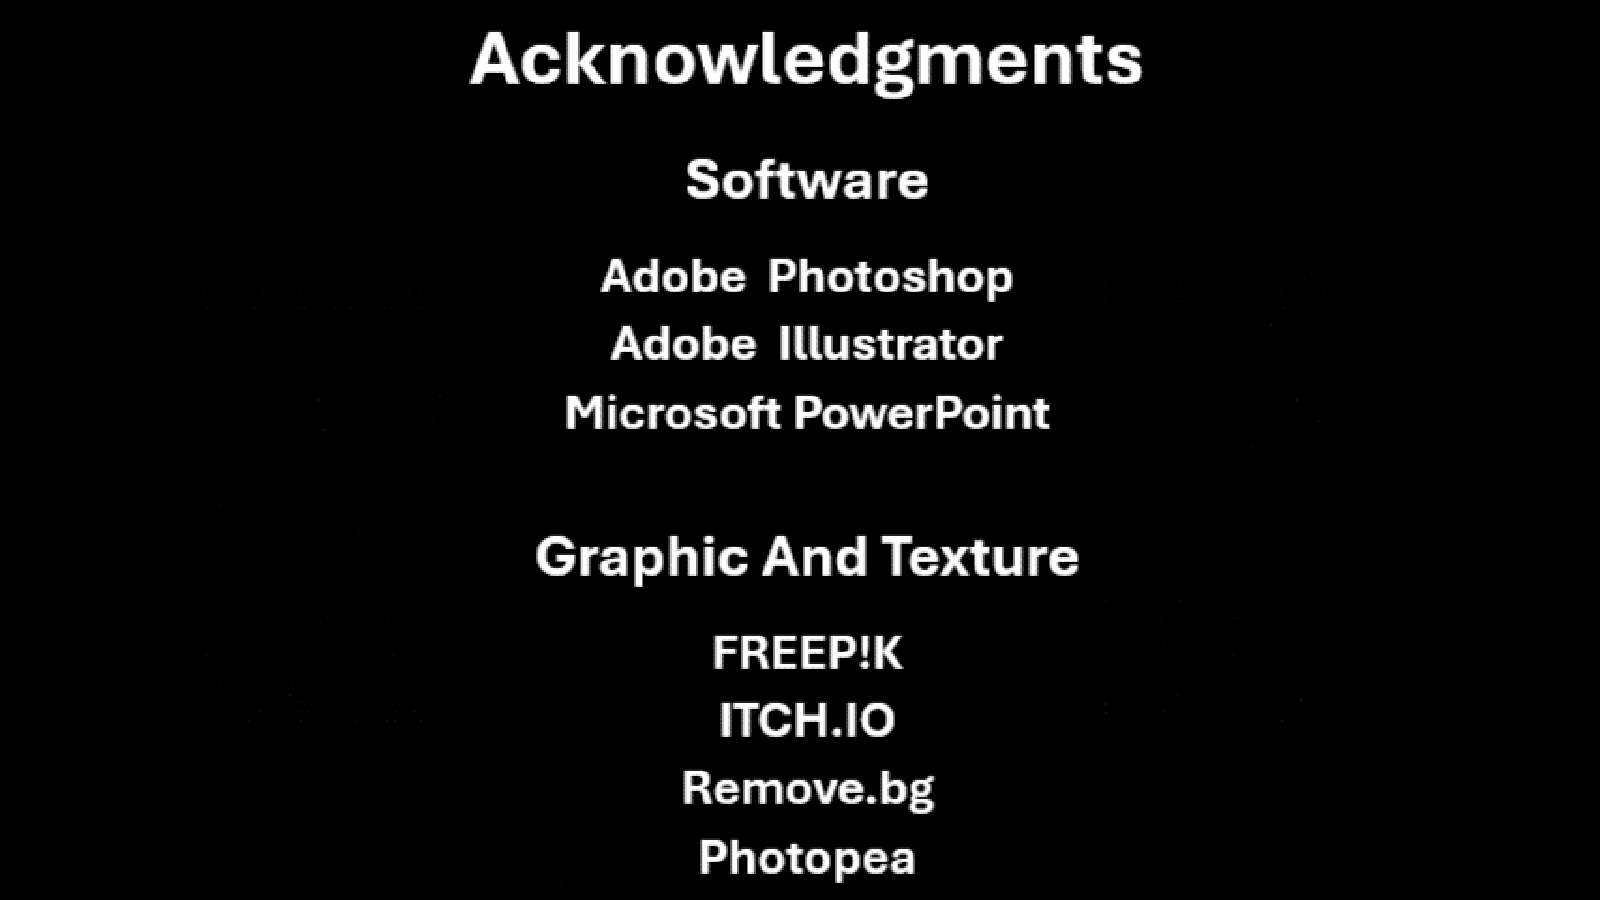 Acknowledgments
Software
Adobe Photoshop
Adobe Illustrator
Microsoft PowerPoint
Graphic And Texture
FREEP!K
ITCH.IO
Remove.bg
Photopea